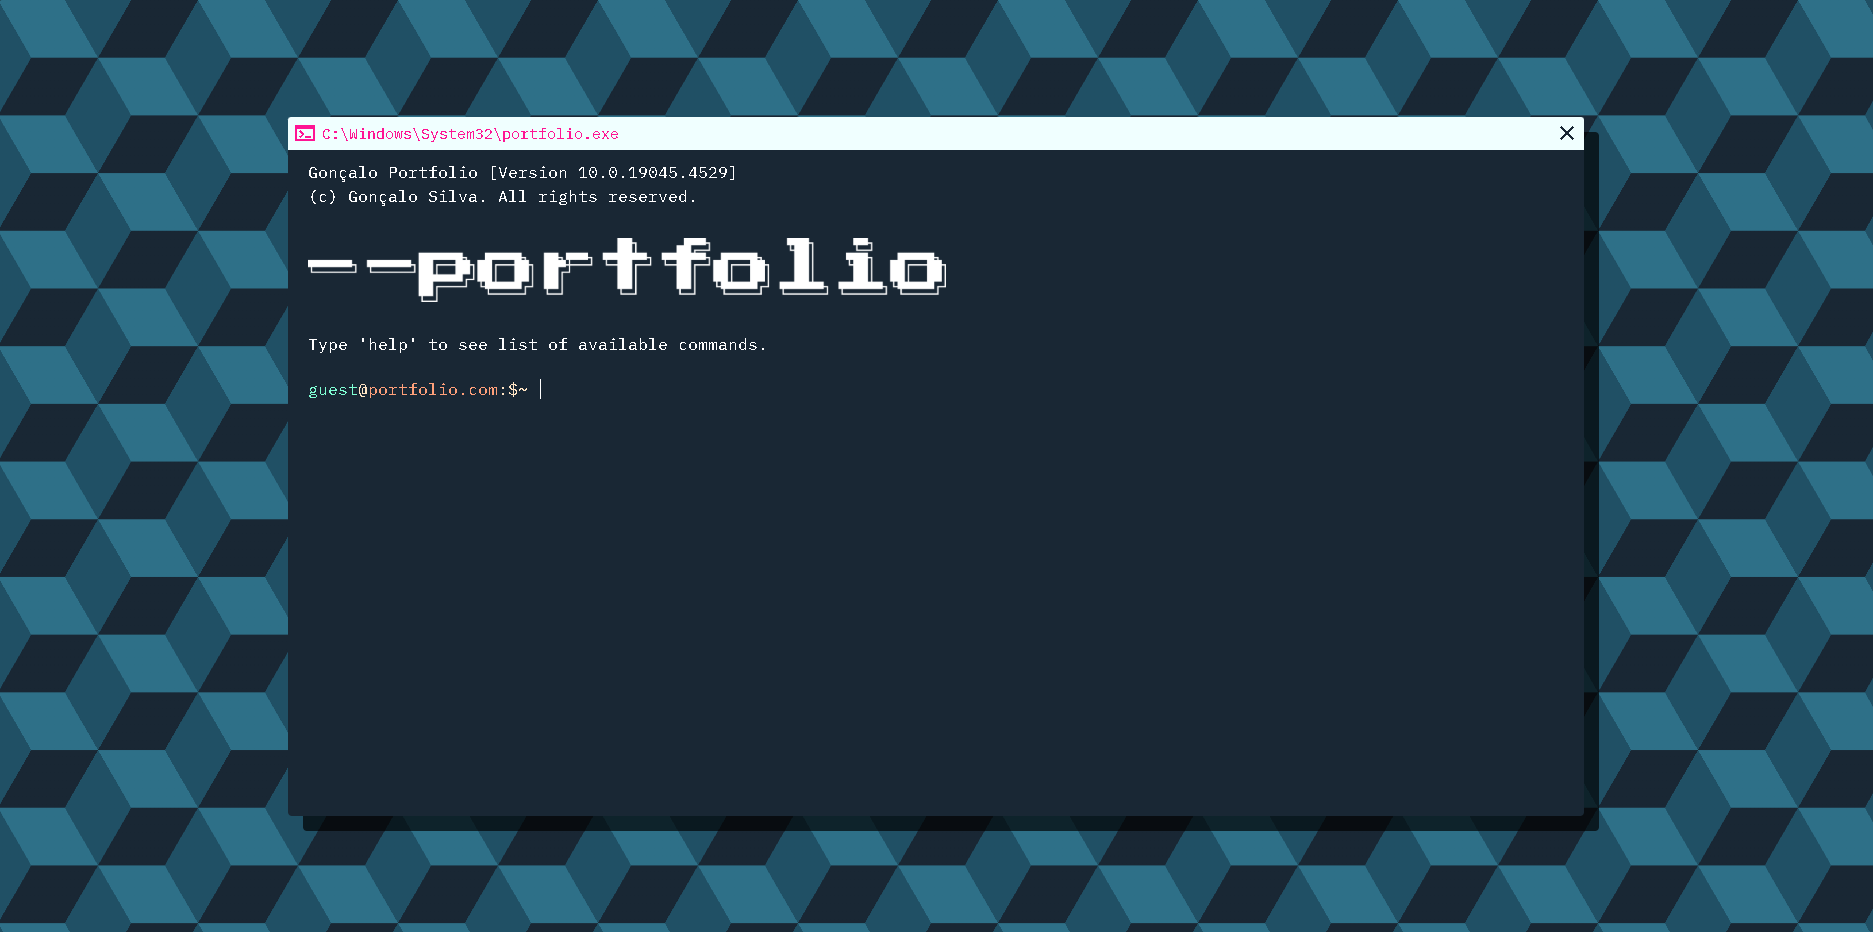 C:\Windows\System32\portfolio.exe
Gonçalo Portfolio [Version 10.0.19045.4529]
(c) Gonçalo Silva. All rights reserved.
--portfolio
Type 'help' to see list of available commands.
guest@portfolio.com:$~